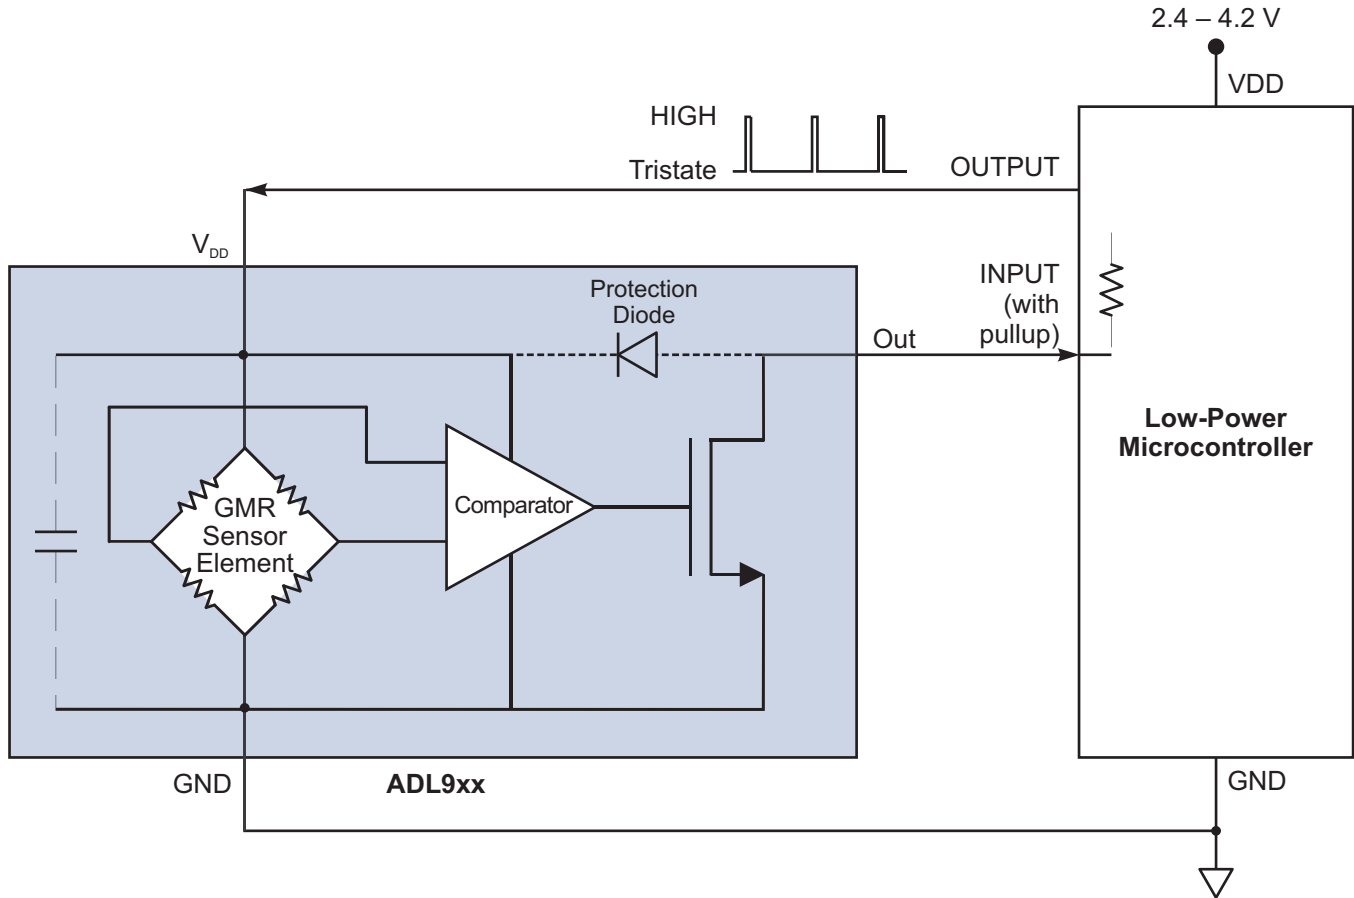 2.4 – 4.2 V
VDD
HIGH
Tristate
OUTPUT
V_DD
Protection
Diode
INPUT
(with
pullup)
Out
Low-Power
Microcontroller
GMR
Sensor
Element
Comparator
GND
ADL9xx
GND